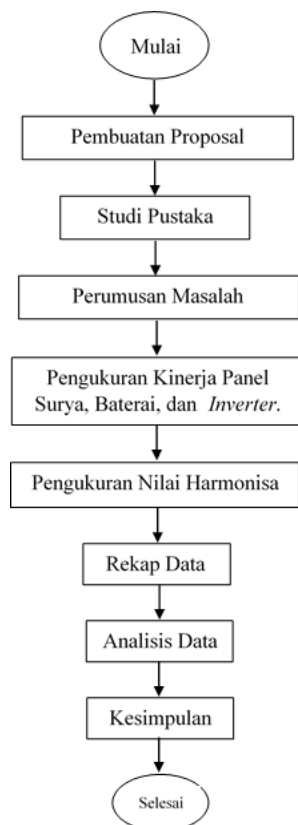 Mulai
Pembuatan Proposal
Studi Pustaka
Perumusan Masalah
Pengukuran Kinerja Panel
Surya, Baterai, dan Inverter.
Pengukuran Nilai Harmonisa
Rekap Data
Analisis Data
Kesimpulan
Selesai